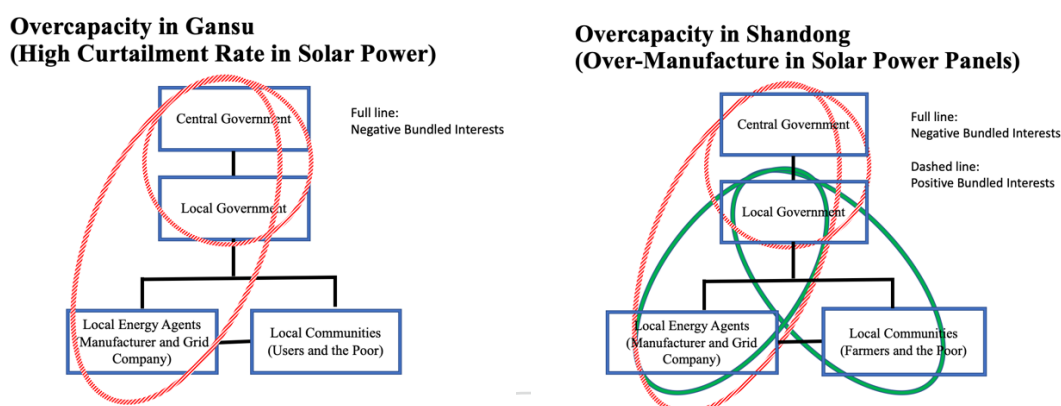 Overcapacity in Gansu
(High Curtailment Rate in Solar Power)
Central Government
Full line:
Negative Bundled Interests
Local Government
Local Energy Agents
(Manufacturer and Grid
Company)
Local Communities
(Users and the Poor)
Overcapacity in Shandong
(Over-Manufacture in Solar Power Panels)
Central Government
Full line:
Negative Bundled Interests
Dashed line:
Positive Bundled Interests
Local Government
Local Energy Agents
(Manufacturer and Grid
Company)
Local Communities
(Farmers and the Poor)